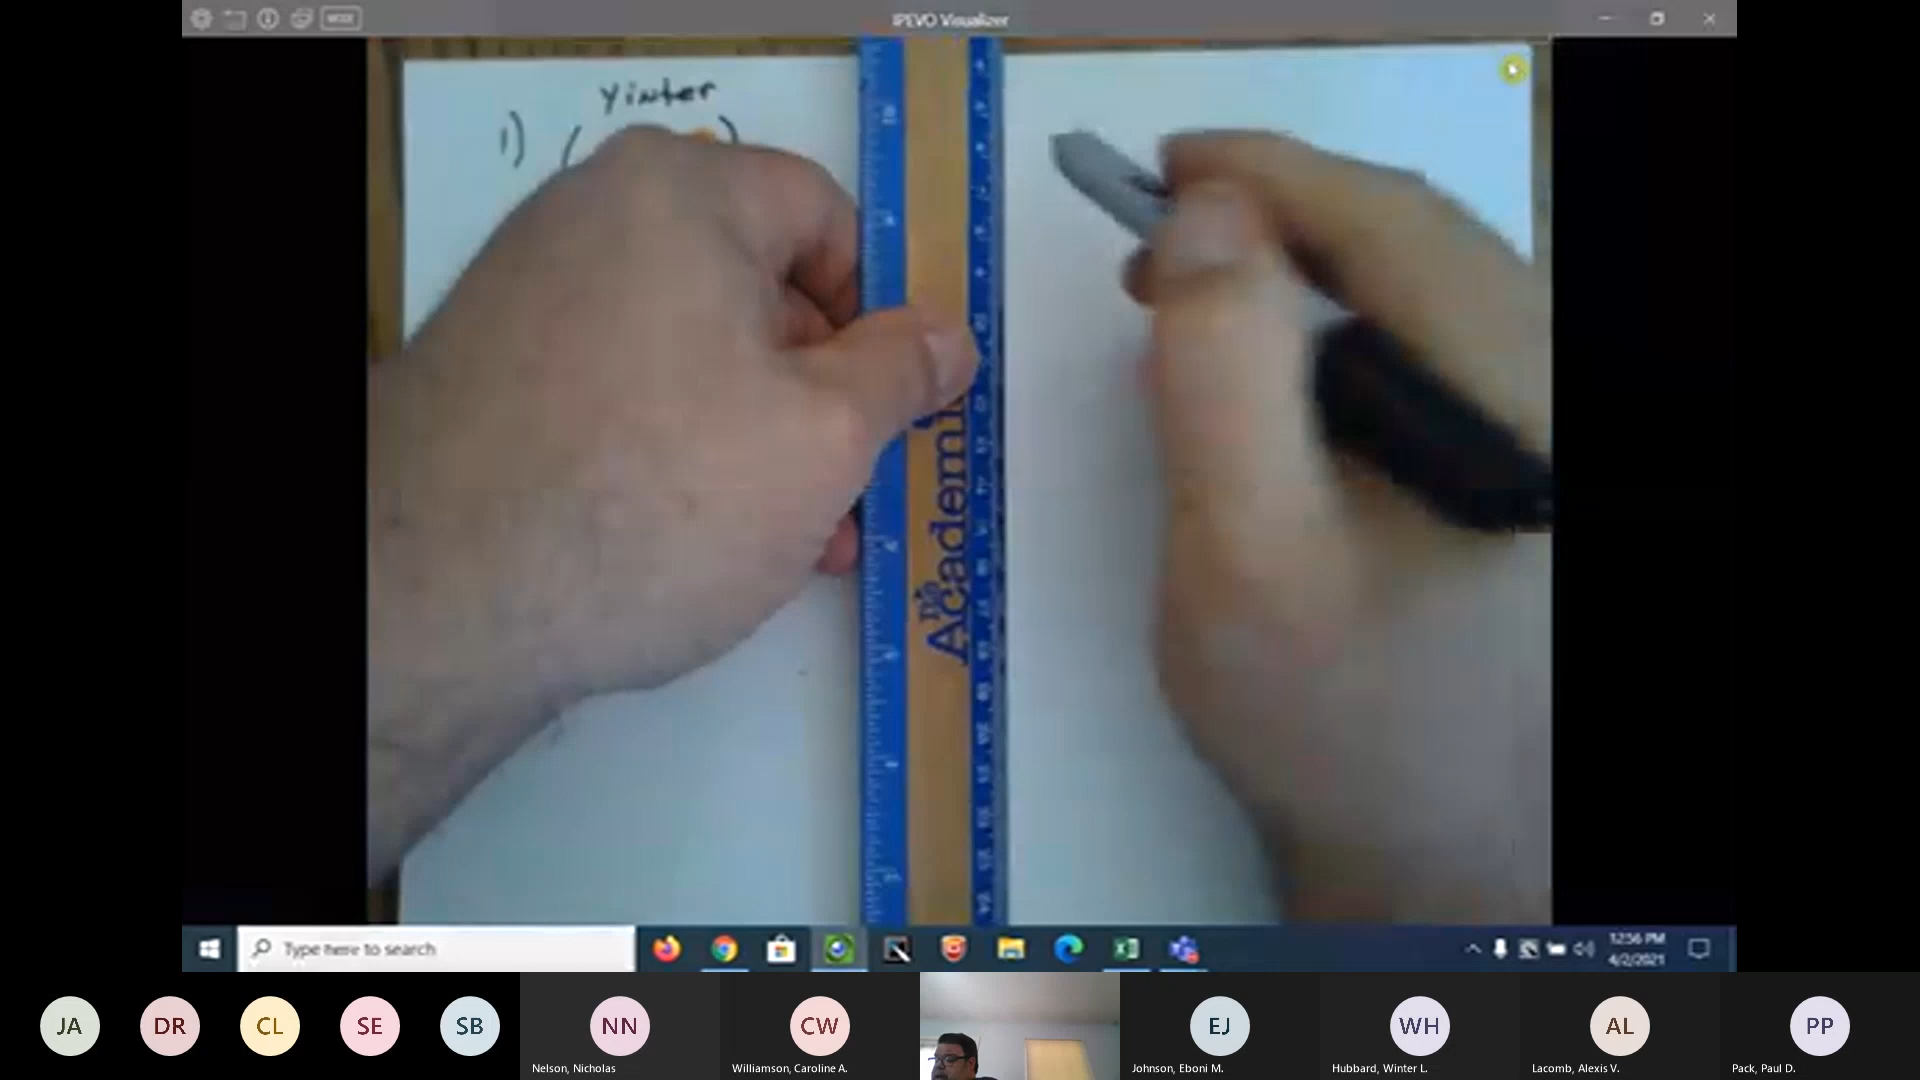 IPEVO Visualizer
Yinter
1) ( )
Academic
Type here to search
12:56 PM
4/2/2021
JA
DR
CL
SE
SB
NN
CW
EJ
WH
AL
PP
Nelson, Nicholas
Williamson, Caroline A.
Johnson, Eboni M.
Hubbard, Winter L.
Lacomb, Alexis V.
Pack, Paul D.